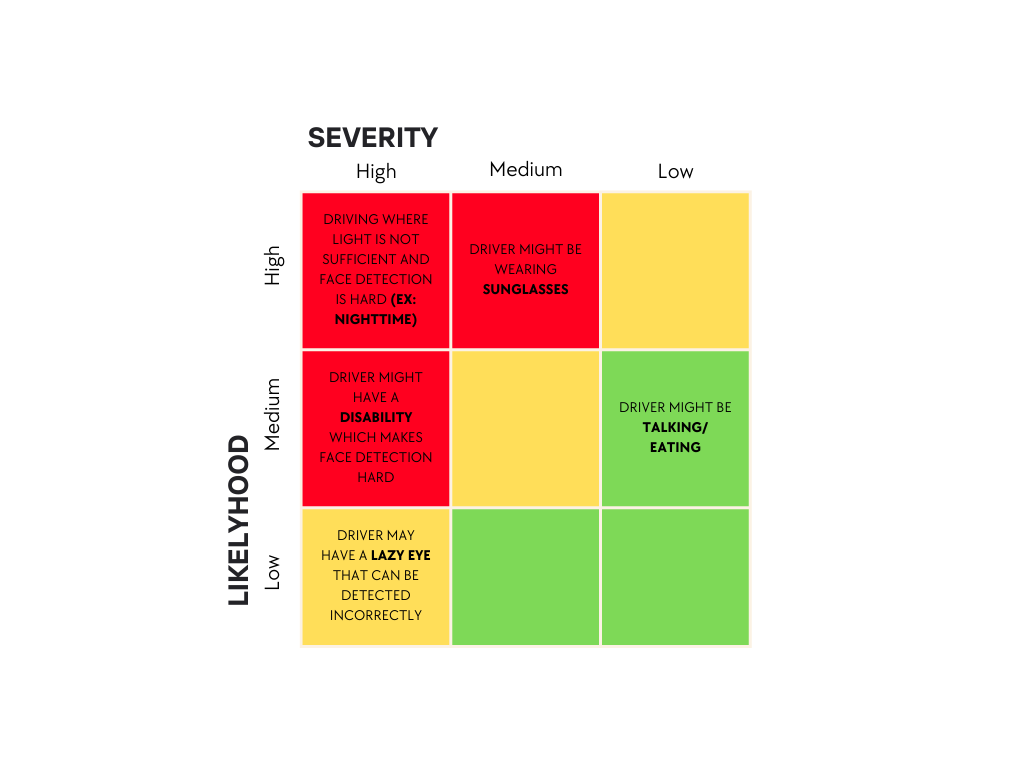 SEVERITY
High
Medium
Low
High
DRIVING WHERE
LIGHT IS NOT
SUFFICIENT AND
FACE DETECTION
IS HARD (EX:
NIGHTTIME)
DRIVER MIGHT BE
WEARING
SUNGLASSES
LIKELYHOOD
Medium
DRIVER MIGHT
HAVE A
DISABILITY
WHICH MAKES
FACE DETECTION
HARD
DRIVER MIGHT BE
TALKING/
EATING
Low
DRIVER MAY
HAVE A LAZY EYE
THAT CAN BE
DETECTED
INCORRECTLY